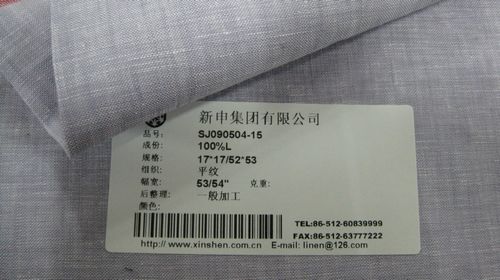 新申集团有限公司
品号: SJ090504-15
成份: 100%L
规格: 17*17/52*53
组织: 平纹
幅宽: 53/54" 克重:
后整理: 一般加工
颜色:
TEL:86-512-60839999
FAX:86-512-63777222
http://www.xinshen.com.cn E-mail: linen@126.com